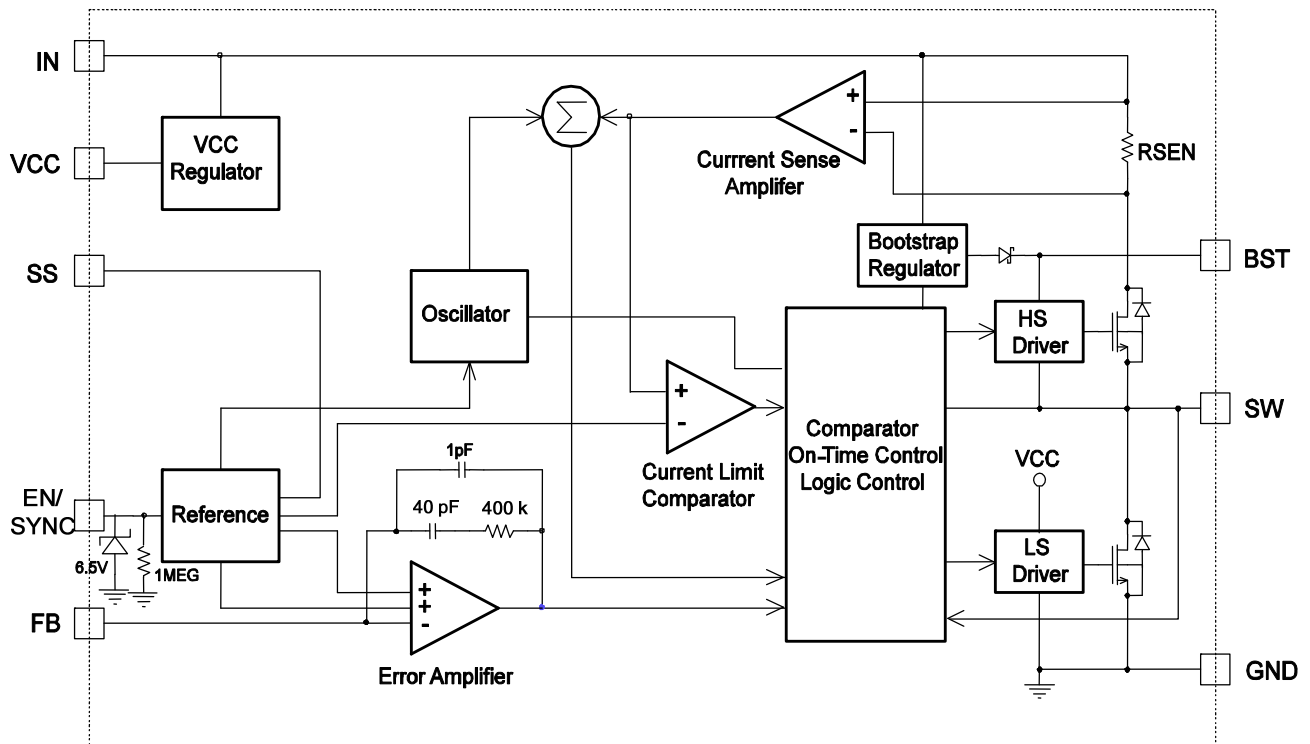 IN
VCC
Regulator
VCC
Σ
+
-
Currrent Sense
Amplifer
RSEN
SS
Bootstrap
Regulator
BST
Oscillator
HS
Driver
+
-
Current Limit
Comparator
SW
Comparator
On-Time Control
Logic Control
VCC
1pF
40 pF
400 k
EN/
SYNC
Reference
6.5V
1MEG
LS
Driver
+
+
-
FB
Error Amplifier
GND